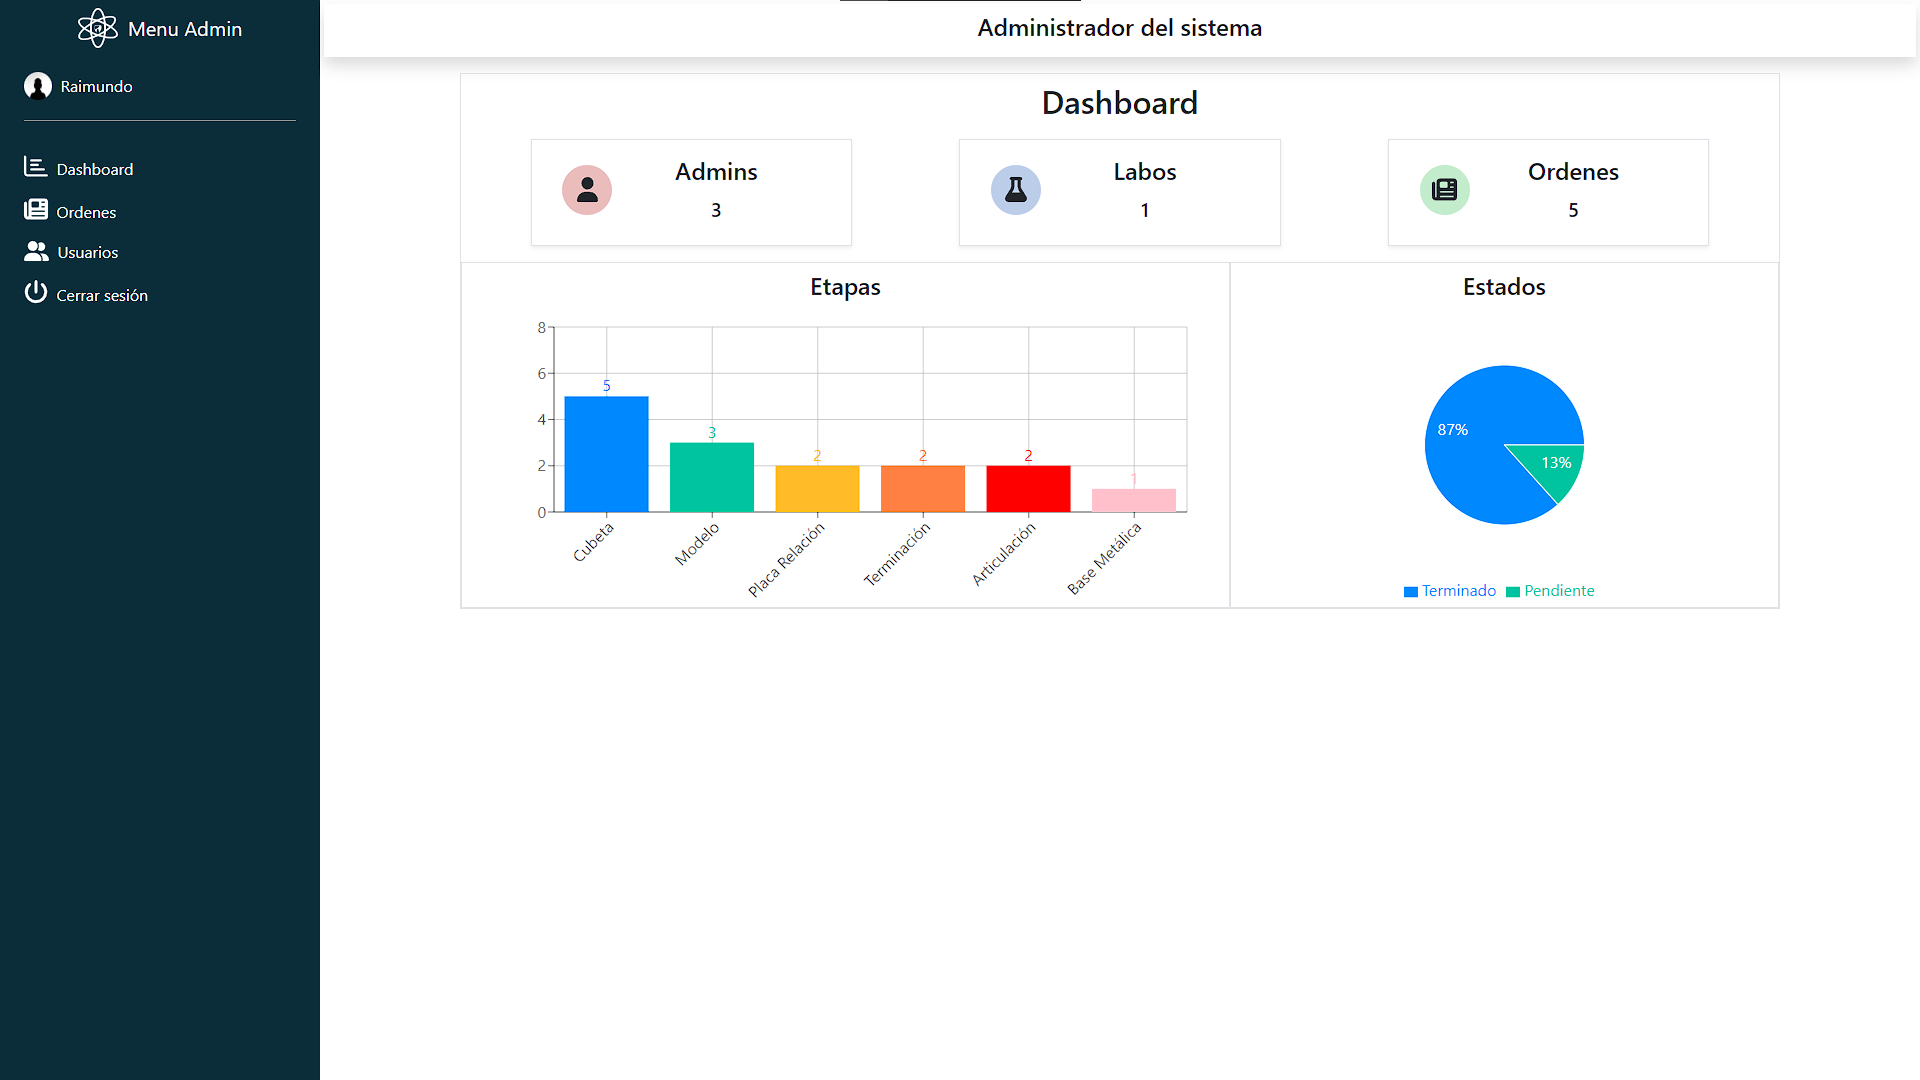 Menu Admin
Raimundo
Dashboard
Ordenes
Usuarios
Cerrar sesión
Administrador del sistema
Dashboard
Admins
3
Labos
1
Ordenes
5
Etapas
8
6
4
2
0
5
3
2
2
2
1
Cubeta
Modelo
Placa Relación
Terminación
Articulación
Base Metálica
Estados
87%
13%
Terminado
Pendiente